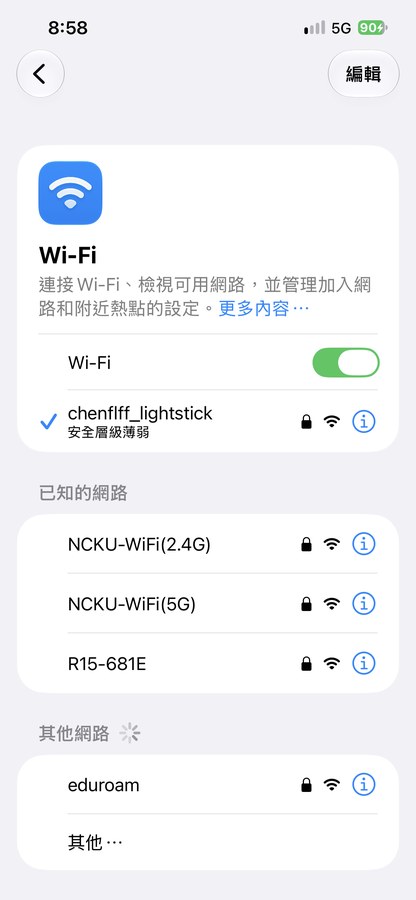 8:58
5G 90
編輯
Wi-Fi
連接 Wi-Fi、檢視可用網路，並管理加入網
路和附近熱點的設定。更多內容⋯
Wi-Fi
chenflff_lightstick
安全層級薄弱
已知的網路
NCKU-WiFi(2.4G)
NCKU-WiFi(5G)
R15-681E
其他網路
eduroam
其他⋯